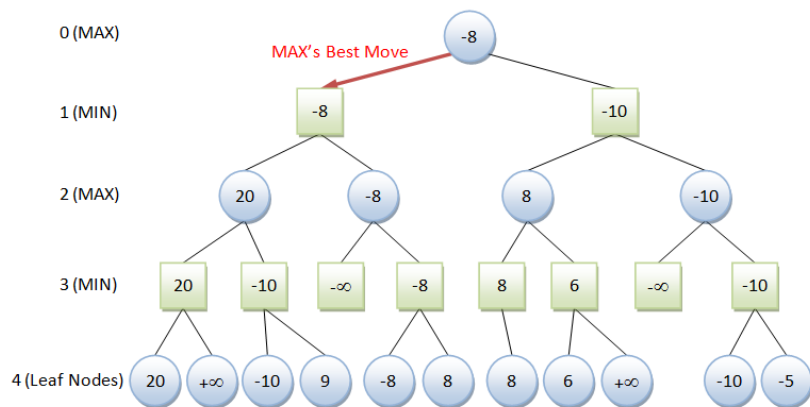 0 (MAX)
-8
MAX's Best Move
1 (MIN)
-8 -10
2 (MAX)
20 -8 8 -10
3 (MIN)
20 -10 -∞ -8 8 6 -∞ -10
4 (Leaf Nodes)
20 +∞ -10 9 -8 8 8 6 +∞ -10 -5